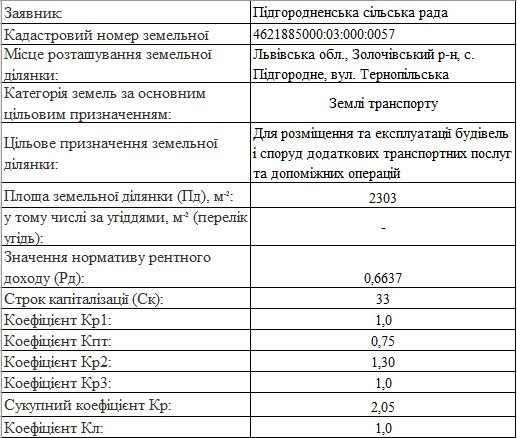 Заявник: Підгородненська сільська рада
Кадастровий номер земельної 4621885000:03:000:0057
Місце розташування земельної ділянки: Львівська обл., Золочівський р-н, с.
Підгородне, вул. Тернопільська
Категорія земель за основним
цільовим призначенням: Землі транспорту
Цільове призначення земельної
ділянки: Для розміщення та експлуатації будівель
і споруд додаткових транспортних послуг
та допоміжних операцій
Площа земельної ділянки (Пд), м²: 2303
у тому числі за угіддями, м² (перелік
угідь): -
Значення нормативу рентного
доходу (Рд): 0,6637
Строк капіталізації (Ск): 33
Коефіцієнт Кр1: 1,0
Коефіцієнт Кпт: 0,75
Коефіцієнт Кр2: 1,30
Коефіцієнт Кр3: 1,0
Сукупний коефіцієнт Кр: 2,05
Коефіцієнт Кл: 1,0